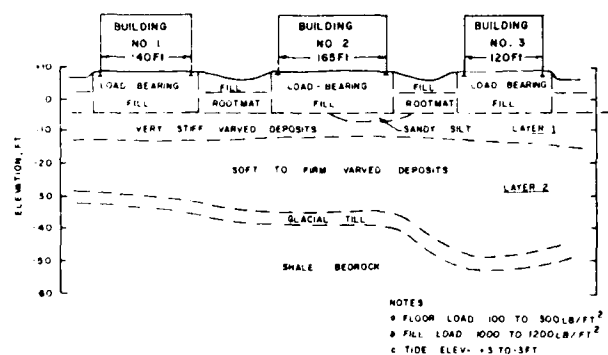 BUILDING NO. 1 140FT
BUILDING NO. 2 165FT
BUILDING NO. 3 120FT
+10
0
-10
-20
-30
-40
-50
-60
ELEVATION, FT
LOAD BEARING FILL
FILL
ROOTMAT
LOAD-BEARING FILL
FILL
ROOTMAT
LOAD BEARING FILL
VERY STIFF VARVED DEPOSITS
SANDY SILT
LAYER 1
SOFT TO FIRM VARVED DEPOSITS
LAYER 2
GLACIAL TILL
SHALE BEDROCK
NOTES
a FLOOR LOAD 100 TO 300LB/FT²
b FILL LOAD 1000 TO 1200LB/FT²
c TIDE ELEV- +3 TO-3FT